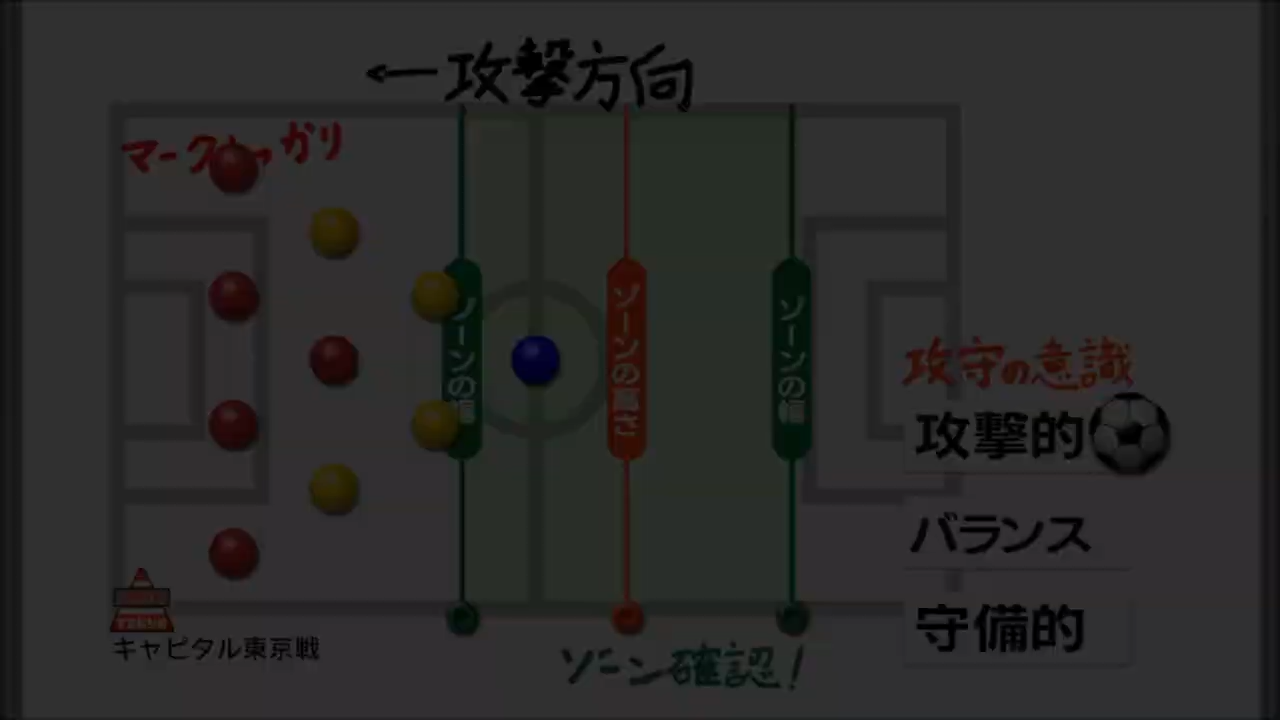 ←攻撃方向
マーク
がり
ゾーンの幅
ゾーンの高さ
ゾーンの幅
攻守の意識
攻撃的
バランス
守備的
キャピタル東京戦
ゾーン確認!